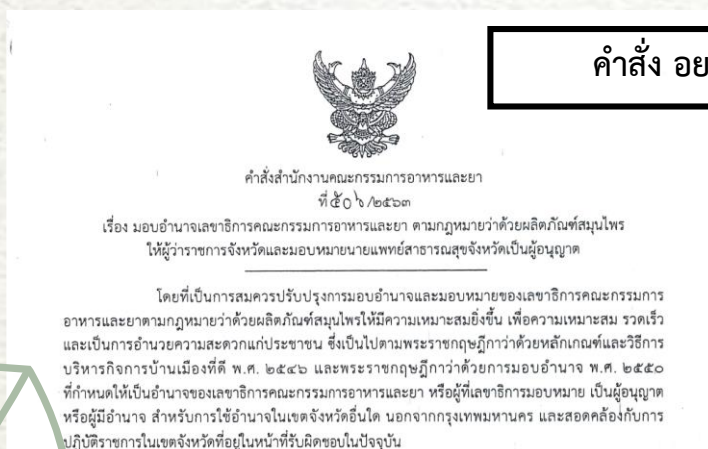 คำสั่ง อย
คำสั่งสำนักงานคณะกรรมการอาหารและยา
ที่ ๕๐๖/๒๕๖๓
เรื่อง มอบอำนาจเลขาธิการคณะกรรมการอาหารและยา ตามกฎหมายว่าด้วยผลิตภัณฑ์สมุนไพร
ให้ผู้ว่าราชการจังหวัดและมอบหมายนายแพทย์สาธารณสุขจังหวัดเป็นผู้อนุญาต
โดยที่เป็นการสมควรปรับปรุงการมอบอำนาจและมอบหมายของเลขาธิการคณะกรรมการ
อาหารและยาตามกฎหมายว่าด้วยผลิตภัณฑ์สมุนไพรให้มีความเหมาะสมยิ่งขึ้น เพื่อความเหมาะสม รวดเร็ว
และเป็นการอำนวยความสะดวกแก่ประชาชน ซึ่งเป็นไปตามพระราชกฤษฎีกาว่าด้วยหลักเกณฑ์และวิธีการ
บริหารกิจการบ้านเมืองที่ดี พ.ศ. ๒๕๔๖ และพระราชกฤษฎีกาว่าด้วยการมอบอำนาจ พ.ศ. ๒๕๕๐
ที่กำหนดให้เป็นอำนาจของเลขาธิการคณะกรรมการอาหารและยา หรือผู้ที่เลขาธิการมอบหมาย เป็นผู้อนุญาต
หรือผู้มีอำนาจ สำหรับการใช้อำนาจในเขตจังหวัดอื่นใด นอกจากกรุงเทพมหานคร และสอดคล้องกับการ
ปฏิบัติราชการในเขตจังหวัดที่อยู่ในหน้าที่รับผิดชอบในปัจจุบัน